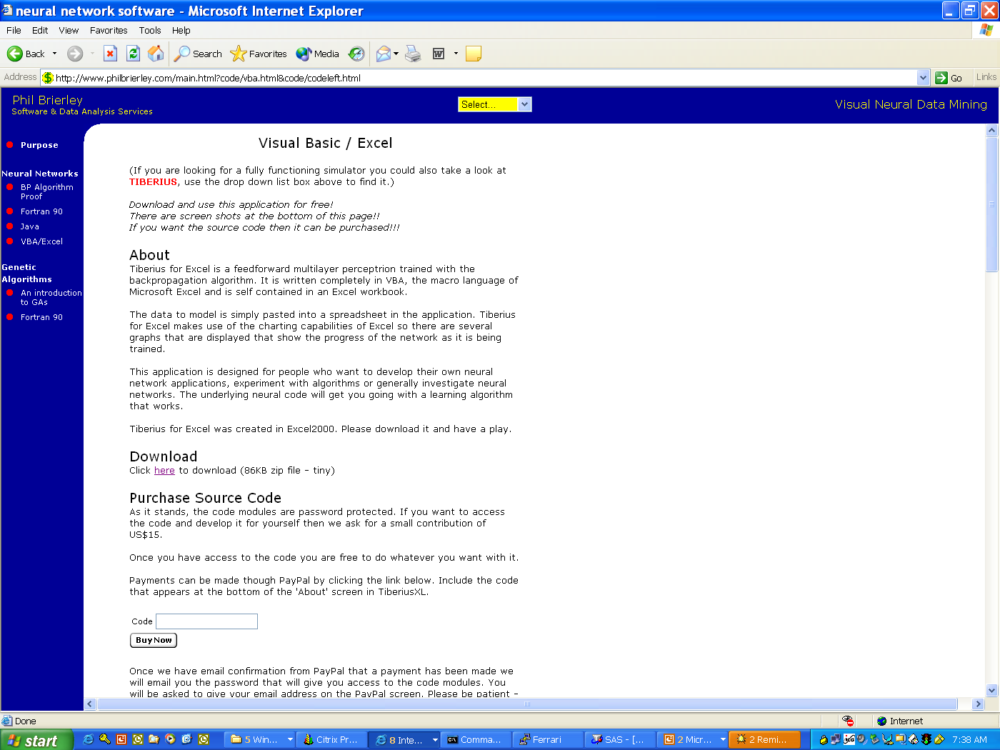 neural network software - Microsoft Internet Explorer
File Edit View Favorites Tools Help
Back Search Favorites Media
Address http://www.philbrierley.com/main.html?code/vba.html&code/codeleft.html Go Links
Phil Brierley
Software & Data Analysis Services
Select...
Visual Neural Data Mining
Purpose
Neural Networks
BP Algorithm
Proof
Fortran 90
Java
VBA/Excel
Genetic
Algorithms
An introduction
to GAs
Fortran 90
Visual Basic / Excel
(If you are looking for a fully functioning simulator you could also take a look at
TIBERIUS, use the drop down list box above to find it.)
Download and use this application for free!
There are screen shots at the bottom of this page!!
If you want the source code then it can be purchased!!!
About
Tiberius for Excel is a feedforward multilayer perceptrion trained with the
backpropagation algorithm. It is written completely in VBA, the macro language of
Microsoft Excel and is self contained in an Excel workbook.
The data to model is simply pasted into a spreadsheet in the application. Tiberius
for Excel makes use of the charting capabilities of Excel so there are several
graphs that are displayed that show the progress of the network as it is being
trained.
This application is designed for people who want to develop their own neural
network applications, experiment with algorithms or generally investigate neural
networks. The underlying neural code will get you going with a learning algorithm
that works.
Tiberius for Excel was created in Excel2000. Please download it and have a play.
Download
Click here to download (86KB zip file - tiny)
Purchase Source Code
As it stands, the code modules are password protected. If you want to access
the code and develop it for yourself then we ask for a small contribution of
US$15.
Once you have access to the code you are free to do whatever you want with it.
Payments can be made though PayPal by clicking the link below. Include the code
that appears at the bottom of the 'About' screen in TiberiusXL.
Code
Buy Now
Once we have email confirmation from PayPal that a payment has been made we
will email you the password that will give you access to the code modules. You
will be asked to give your email address on the PayPal screen. Please be patient -
Done
Internet
start 5 Win... Citrix Pr... 8 Inte... Comma... Ferrari SAS - [... 2 Micr... 2 Remi... 7:38 AM